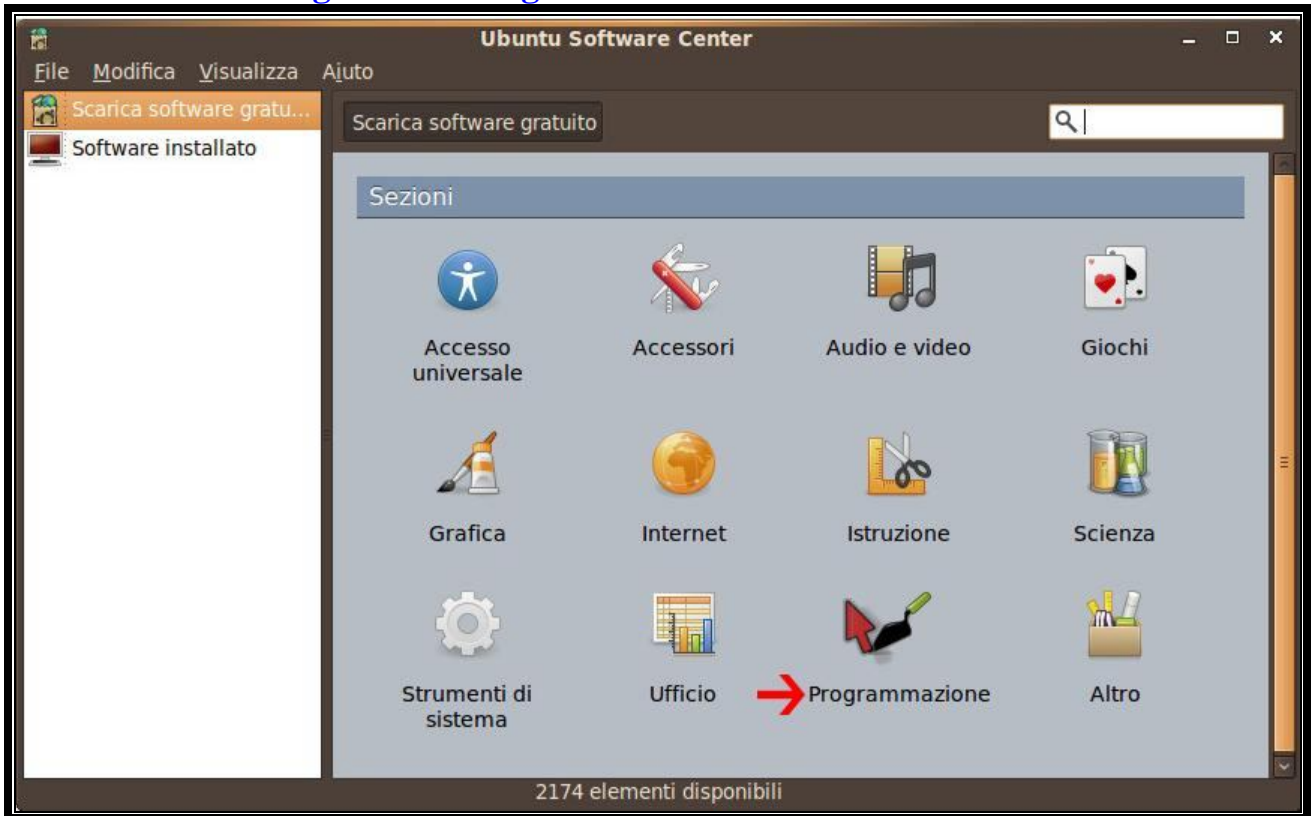 Ubuntu Software Center
File Modifica Visualizza Aiuto
Scarica software gratu...
Software installato
Scarica software gratuito
Sezioni
Accesso universale
Accessori
Audio e video
Giochi
Grafica
Internet
Istruzione
Scienza
Strumenti di sistema
Ufficio
Programmazione
Altro
2174 elementi disponibili